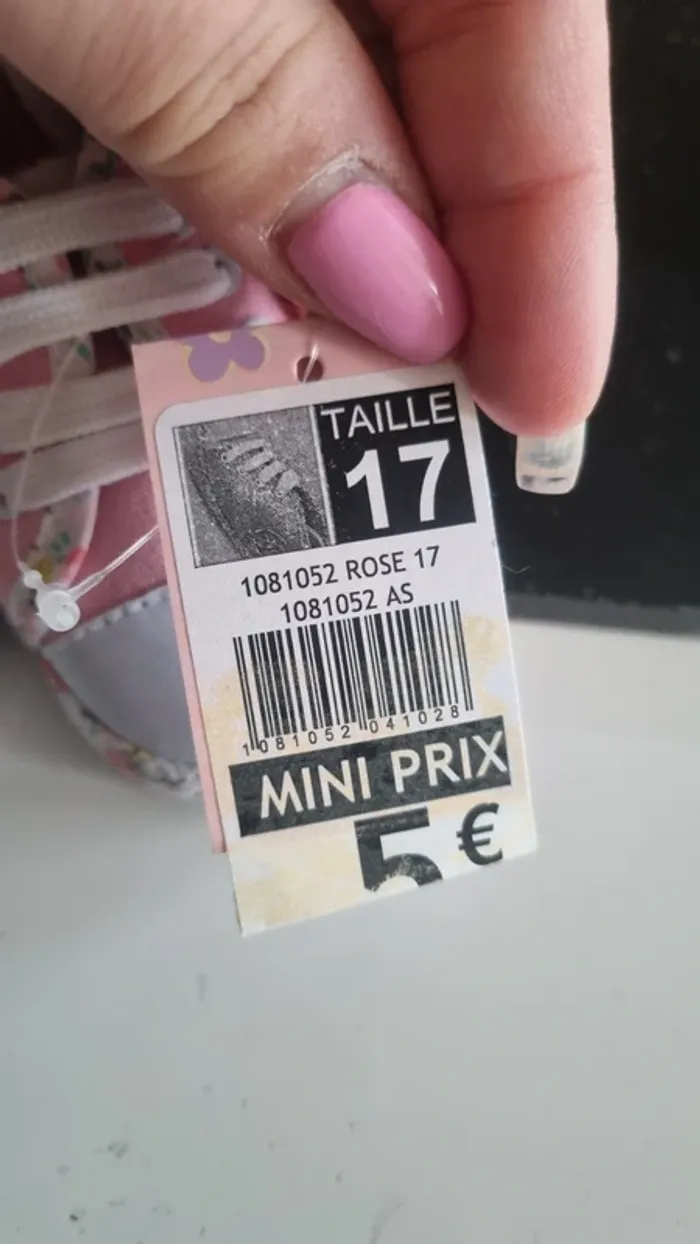 TAILLE
17
1081052 ROSE 17
1081052 AS
1081052 041028
MINI PRIX
5 €